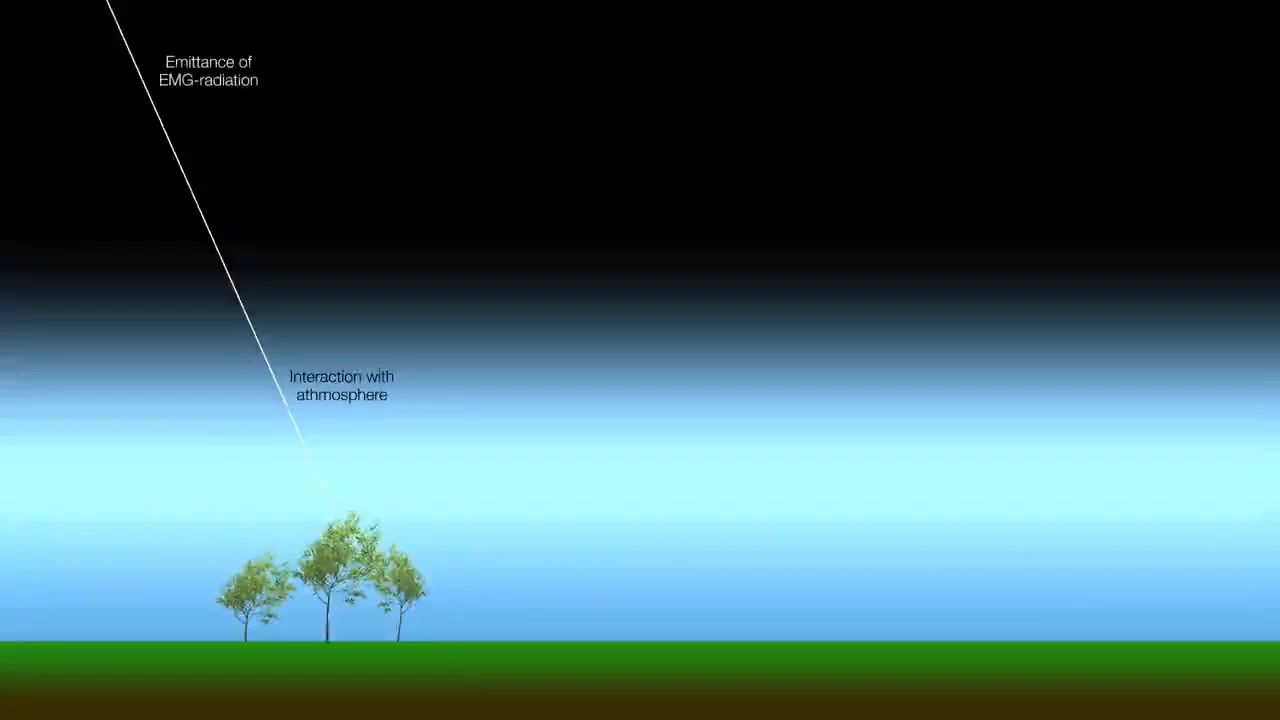 Emittance of
EMG-radiation
Interaction with
athmosphere